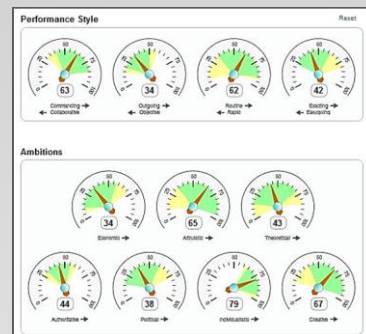 Performance Style
Reset
63 34 62 42
Commanding Outgoing Routine Exacting
Collaborative Objective Rapid Easygoing
Ambitions
34 65 43
Economic Altruistic Theoretical
44 38 79 67
Authoritative Political Individualistic Creative